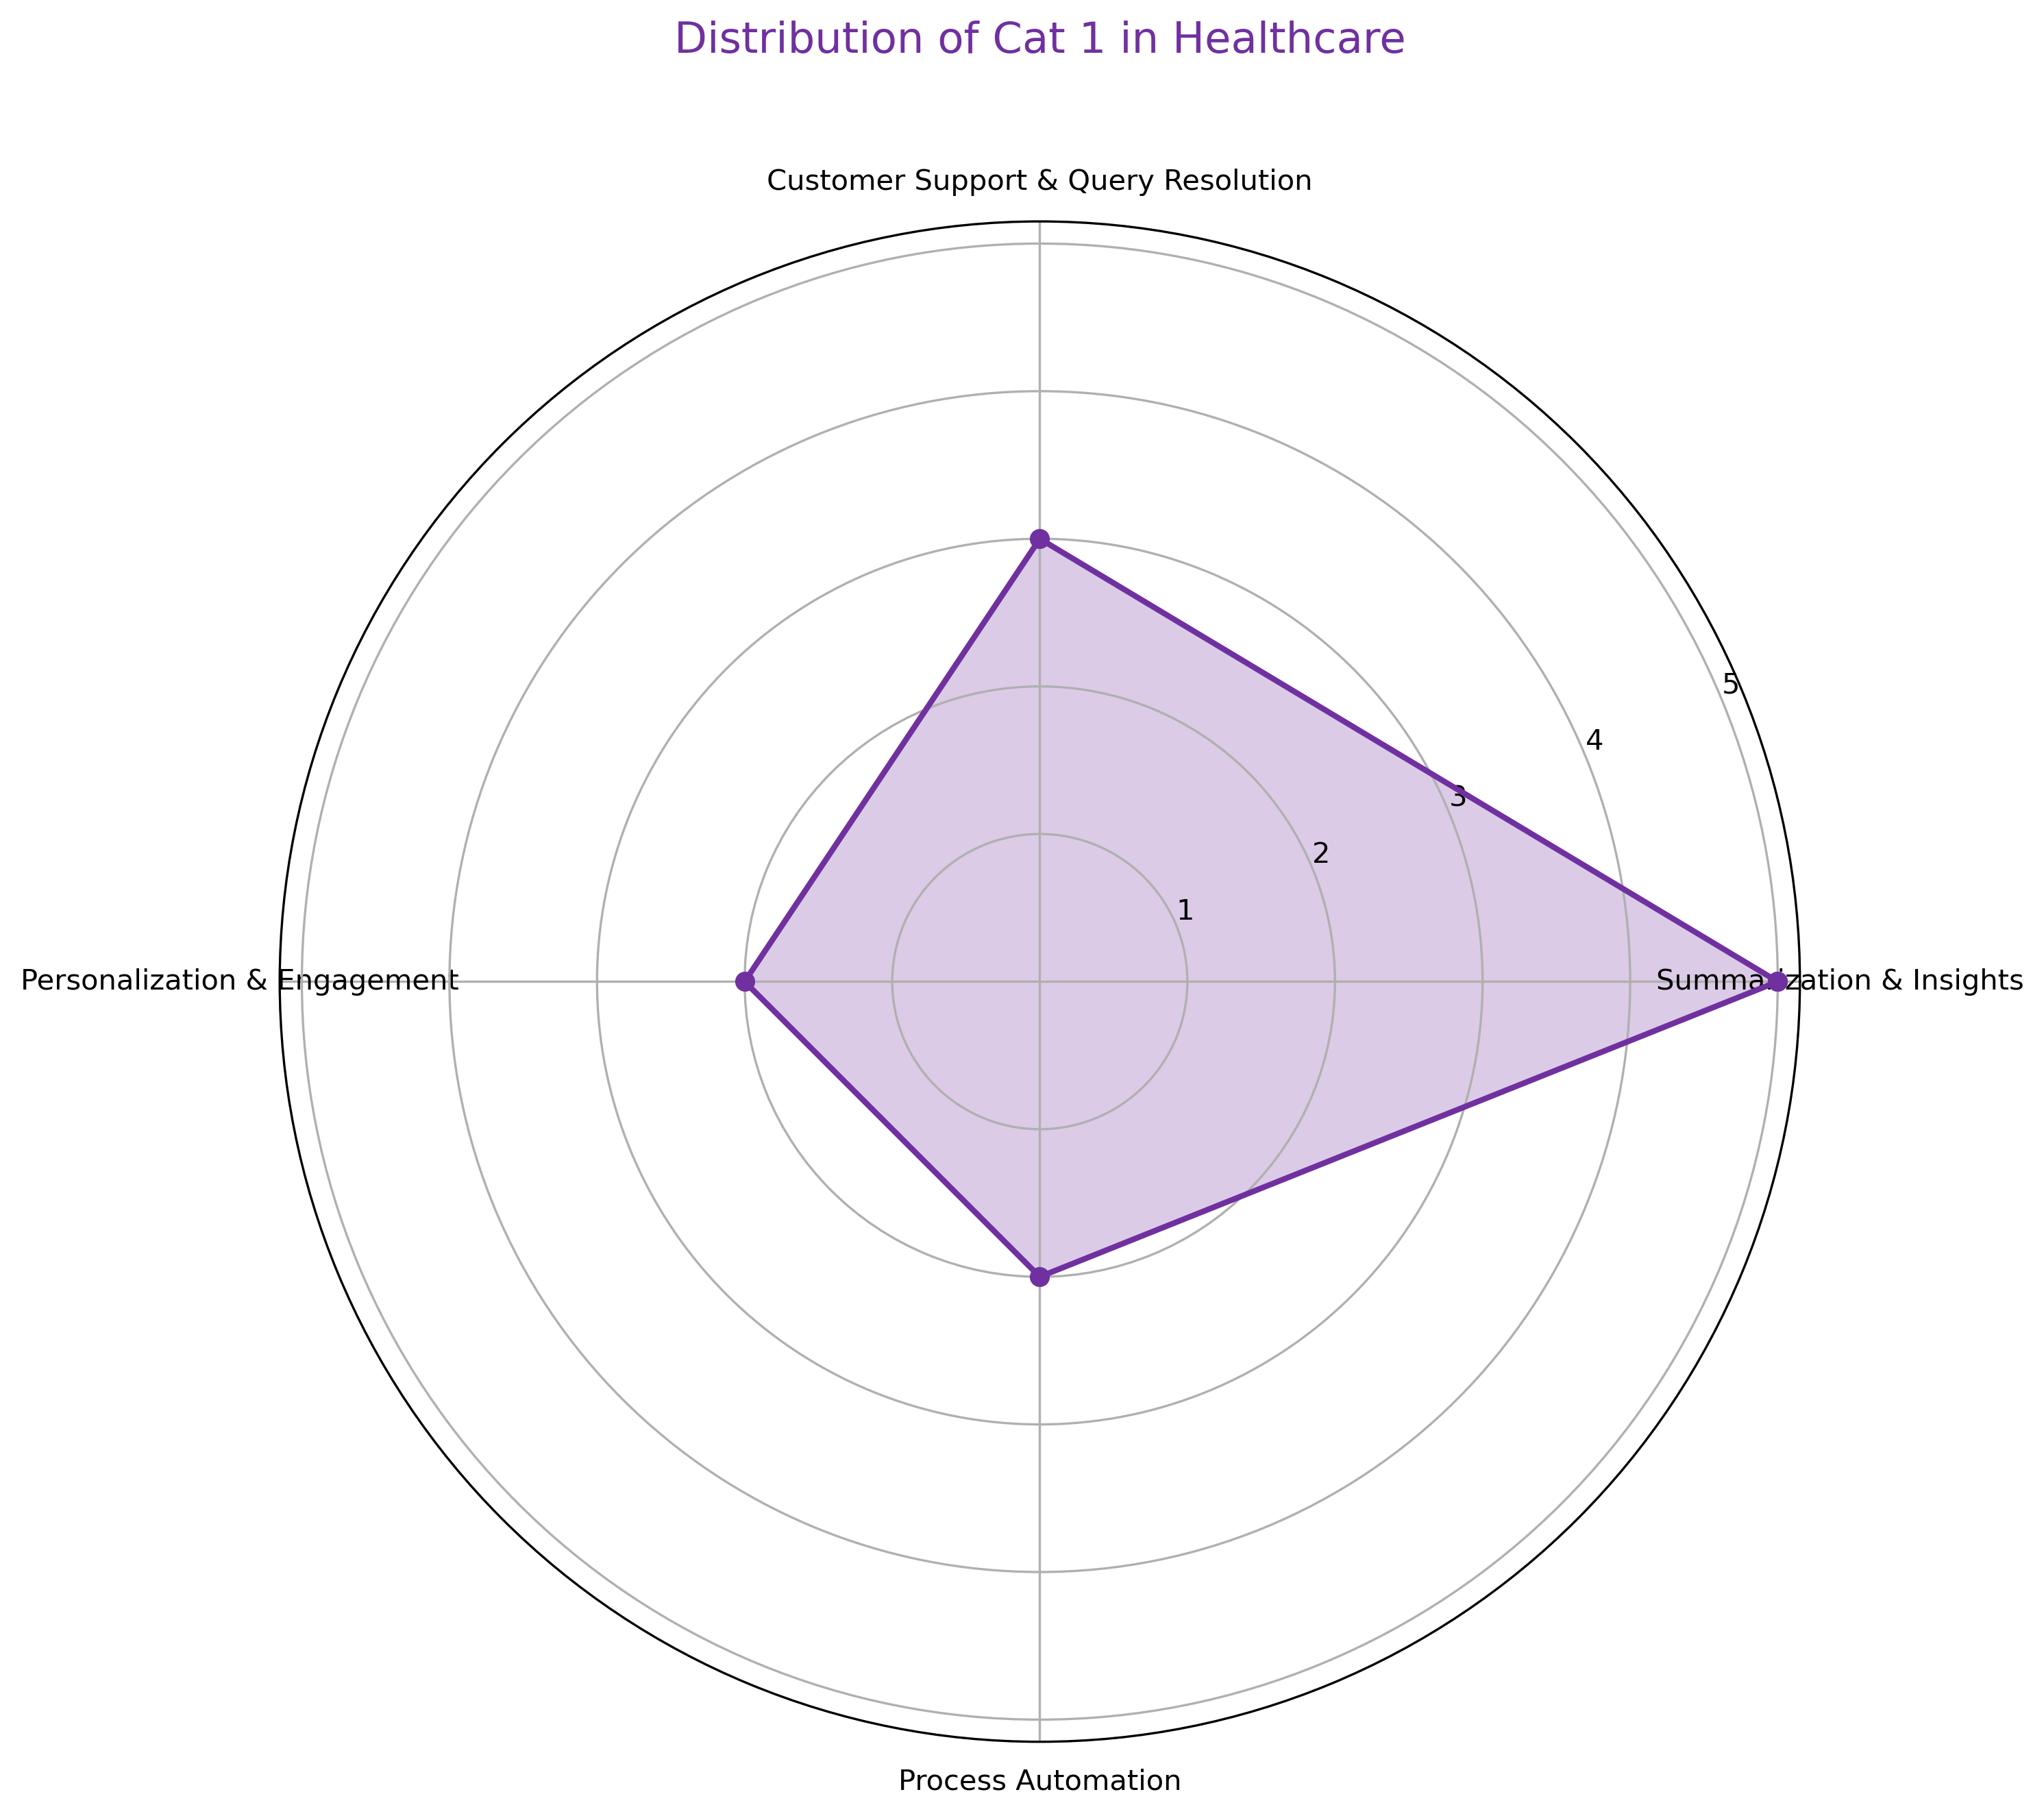 Distribution of Cat 1 in Healthcare
Customer Support & Query Resolution
5
4
3
2
1
Personalization & Engagement
Summarization & Insights
Process Automation